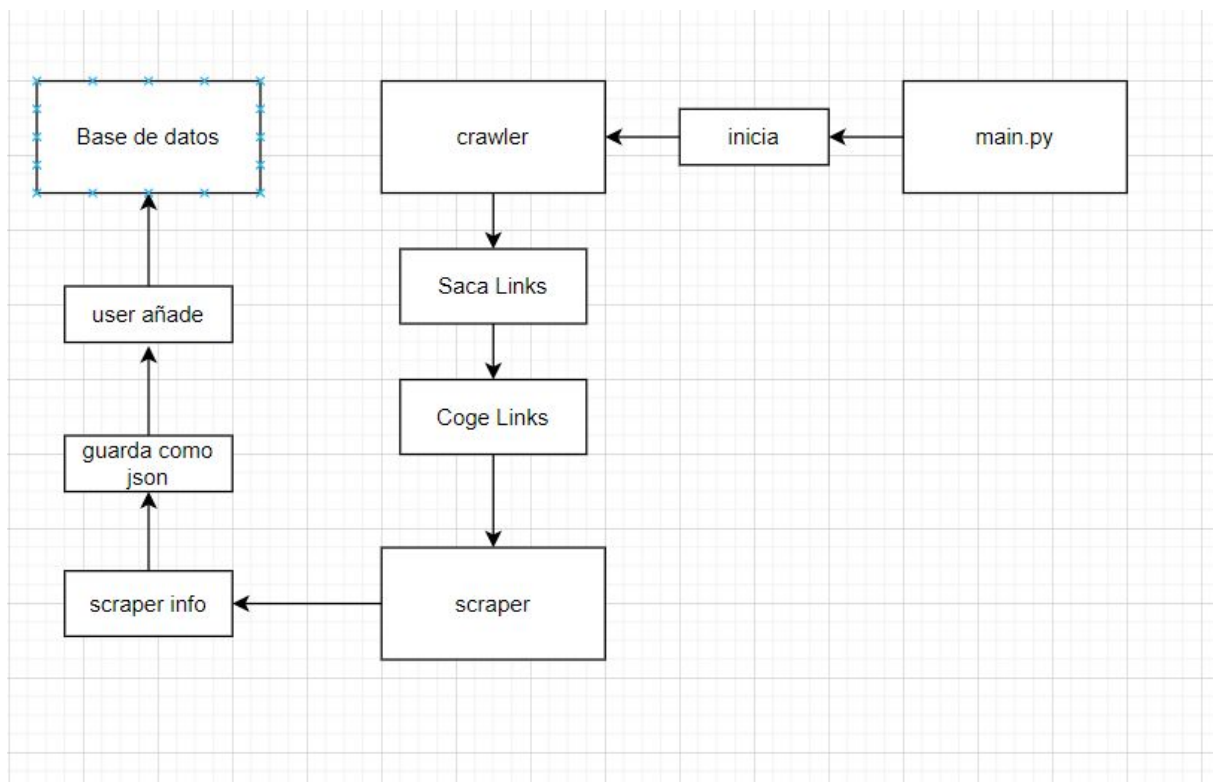 Base de datos
crawler
inicia
main.py
Saca Links
user añade
Coge Links
guarda como
json
scraper info
scraper